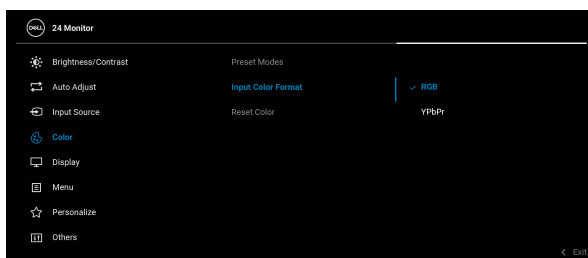 DELL 24 Monitor
Brightness/Contrast Preset Modes
Auto Adjust Input Color Format ✓ RGB
Input Source Reset Color YPbPr
Color
Display
Menu
Personalize
Others
< Exit